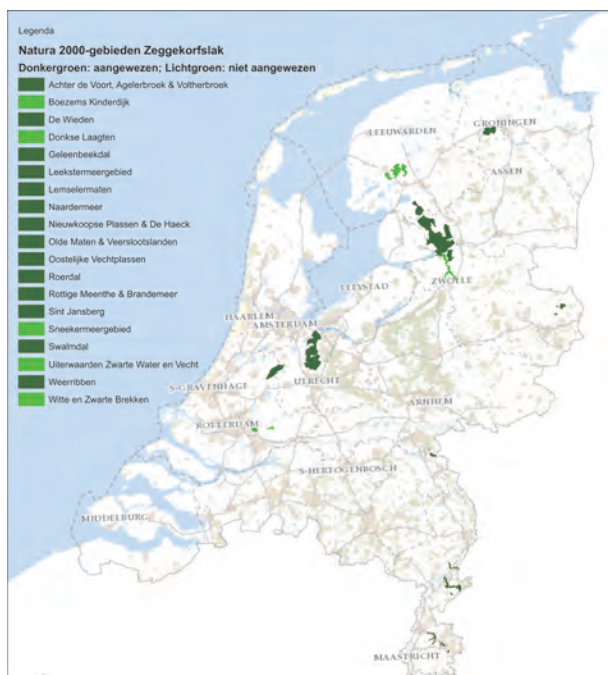 Legenda
Natura 2000-gebieden Zeggekorfslak
Donkergroen: aangewezen; Lichtgroen: niet aangewezen
Achter de Voort, Agelerbroek & Voltherbroek
Boezems Kinderdijk
De Wieden
Donkse Laagten
Geleenbeekdal
Leekstermeergebied
Lemselermaten
Naardermeer
Nieuwkoopse Plassen & De Haeck
Olde Maten & Veerslootslanden
Oostelijke Vechtplassen
Roerdal
Rottige Meenthe & Brandemeer
Sint Jansberg
Sneekermeergebied
Swalmdal
Uiterwaarden Zwarte Water en Vecht
Weerribben
Witte en Zwarte Brekken
GRONINGEN
LEEUWARDEN
ASSEN
ZWOLLE
LELYSTAD
HAARLEM
AMSTERDAM
S-GRAVENHAGE
UTRECHT
ARNHEM
ROTTERDAM
S-HERTOGENBOSCH
MIDDELBURG
MAASTRICHT